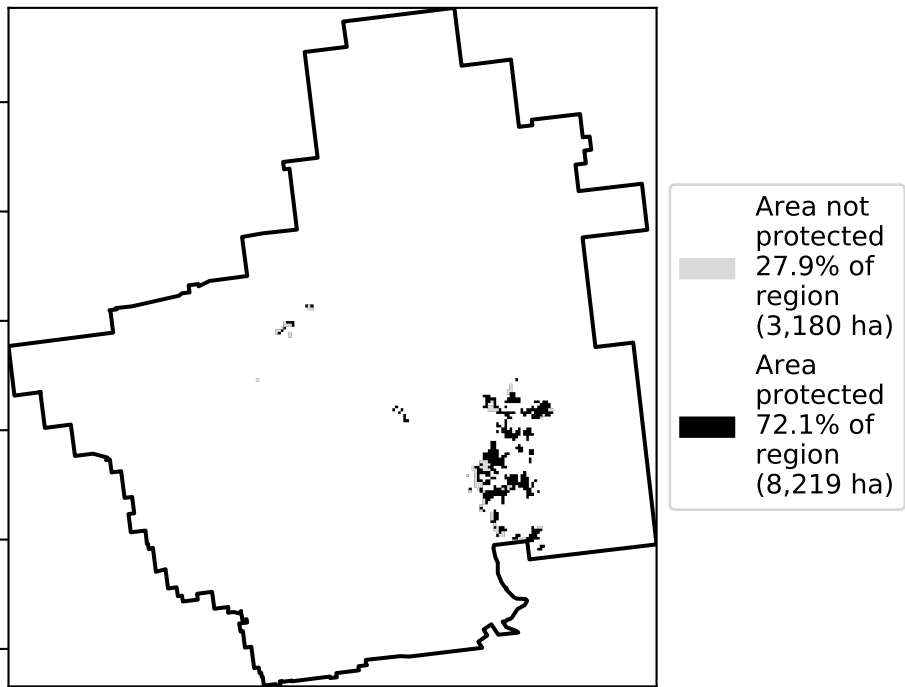 Area not
protected
27.9% of
region
(3,180 ha)
Area
protected
72.1% of
region
(8,219 ha)